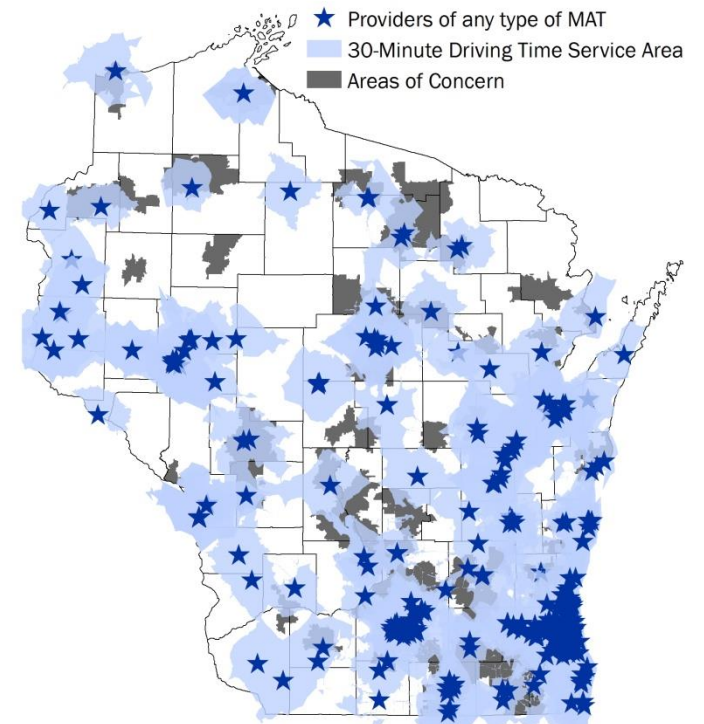 Providers of any type of MAT
30-Minute Driving Time Service Area
Areas of Concern